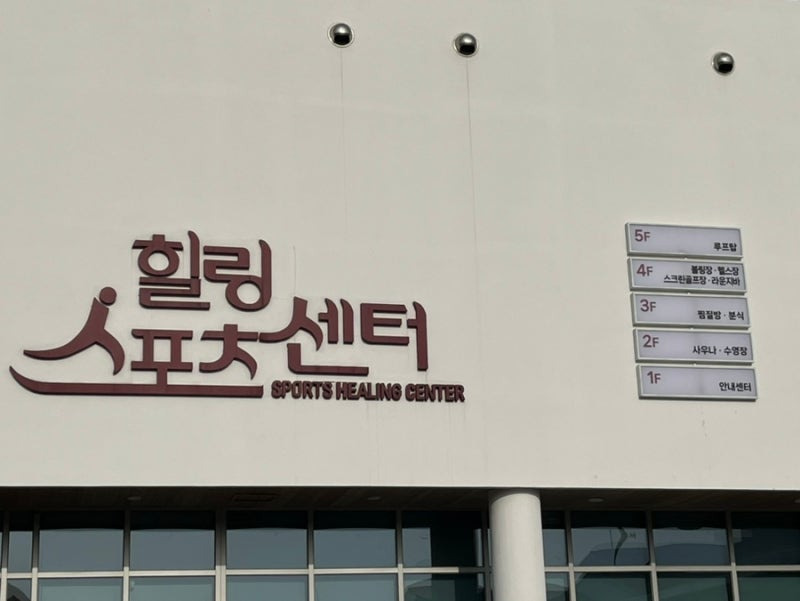 힐링
스포츠센터
SPORTS HEALING CENTER
5F 루프탑
4F 볼링장·헬스장
스크린골프장·라운지바
3F 찜질방·분식
2F 사우나·수영장
1F 안내센터